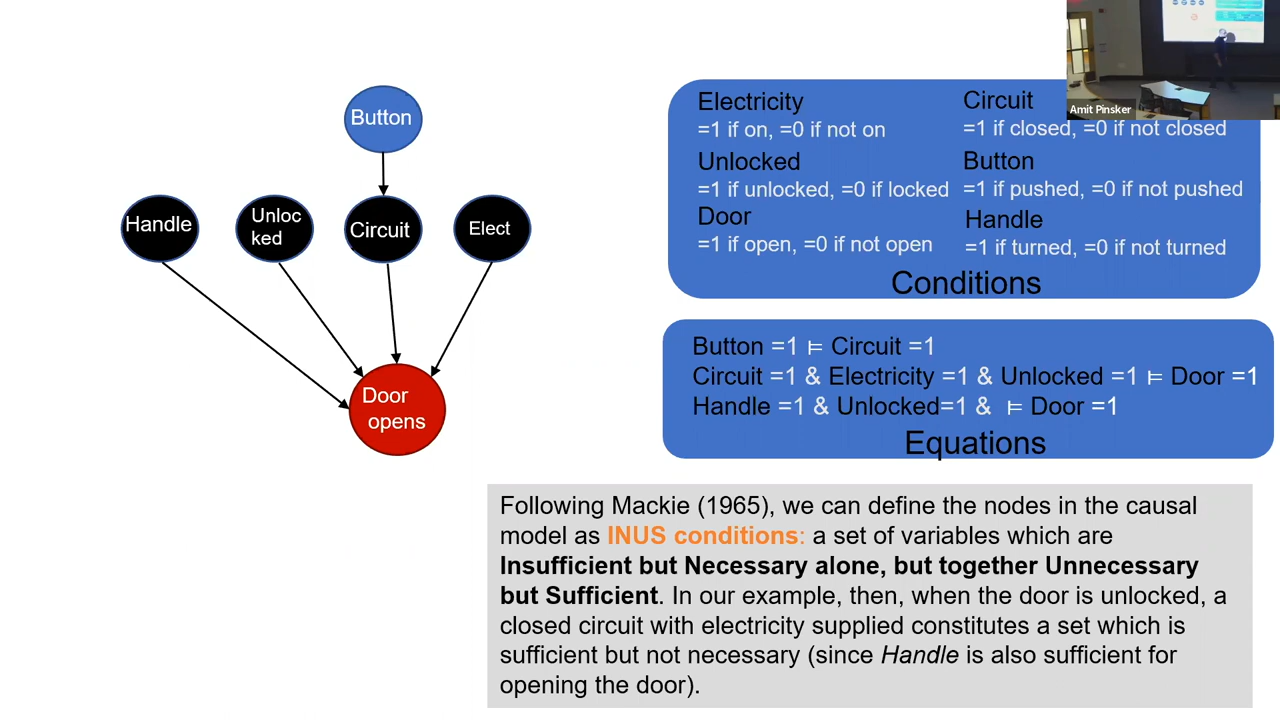 Button
Handle
Unloc
ked
Circuit
Elect
Door
opens
Electricity
=1 if on, =0 if not on
Unlocked
=1 if unlocked, =0 if locked
Door
=1 if open, =0 if not open
Circuit
=1 if closed, =0 if not closed
Button
=1 if pushed, =0 if not pushed
Handle
=1 if turned, =0 if not turned
Conditions
Amit Pinsker
Button =1 ⊨ Circuit =1
Circuit =1 & Electricity =1 & Unlocked =1 ⊨ Door =1
Handle =1 & Unlocked=1 & ⊨ Door =1
Equations
Following Mackie (1965), we can define the nodes in the causal
model as INUS conditions: a set of variables which are
Insufficient but Necessary alone, but together Unnecessary
but Sufficient. In our example, then, when the door is unlocked, a
closed circuit with electricity supplied constitutes a set which is
sufficient but not necessary (since Handle is also sufficient for
opening the door).